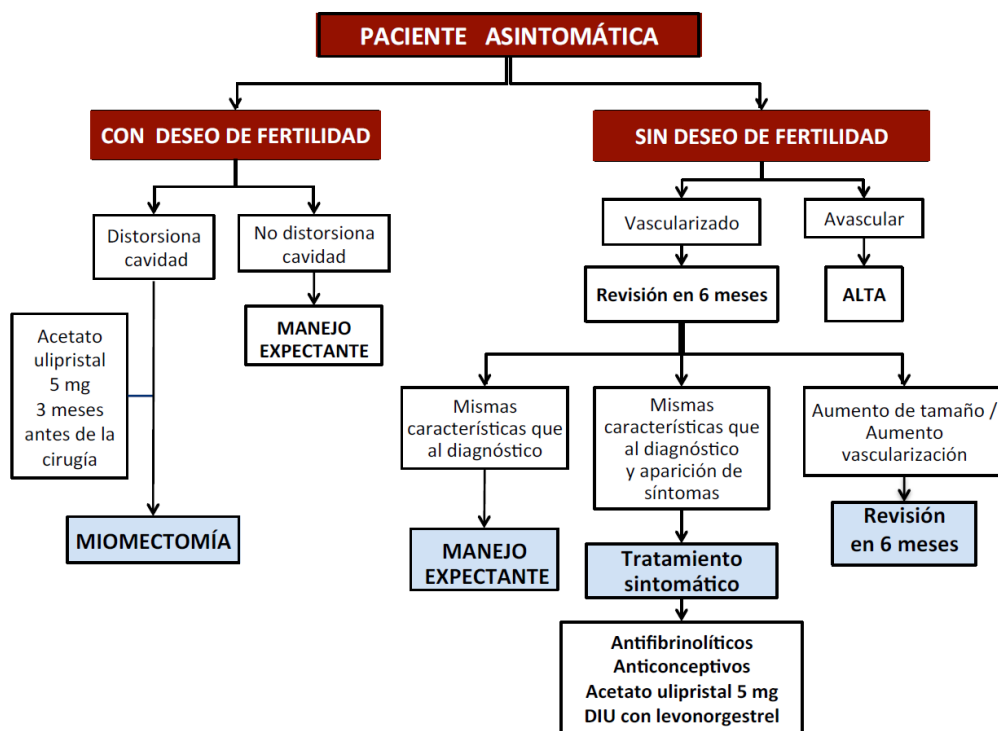 PACIENTE ASINTOMÁTICA
CON DESEO DE FERTILIDAD
SIN DESEO DE FERTILIDAD
Distorsiona
cavidad
No distorsiona
cavidad
Vascularizado
Avascular
MANEJO
EXPECTANTE
Revisión en 6 meses
ALTA
Acetato
ulipristal
5 mg
3 meses
antes de la
cirugía
MIOMECTOMÍA
Mismas
características que
al diagnóstico
Mismas
características que
al diagnóstico
y aparición de
síntomas
Aumento de tamaño /
Aumento
vascularización
MANEJO
EXPECTANTE
Tratamiento
sintomático
Revisión
en 6 meses
Antifibrinolíticos
Anticonceptivos
Acetato ulipristal 5 mg
DIU con levonorgestrel